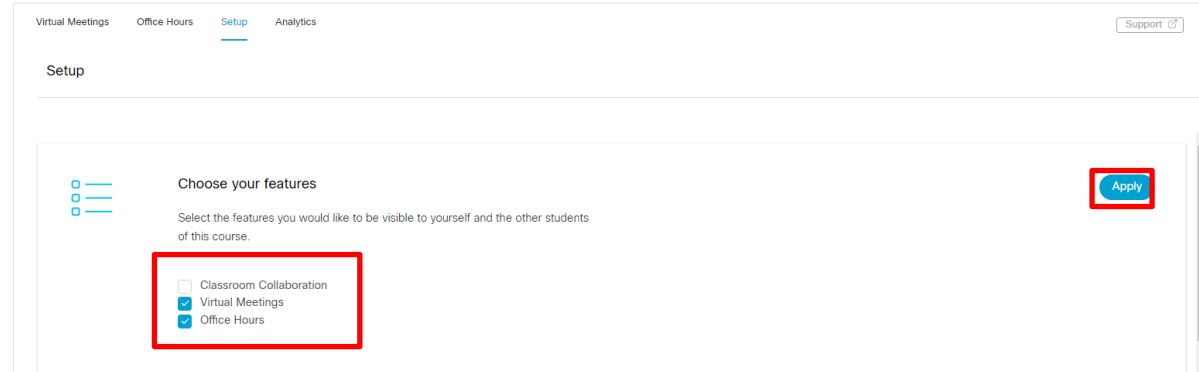 Virtual Meetings Office Hours Setup Analytics
Support
Setup
Choose your features
Apply
Select the features you would like to be visible to yourself and the other students
of this course.
Classroom Collaboration
Virtual Meetings
Office Hours